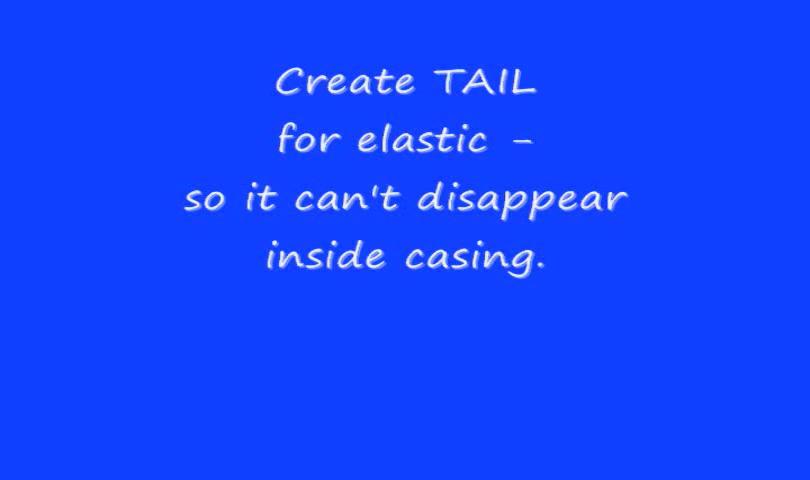 Create TAIL
for elastic -
so it can't disappear
inside casing.